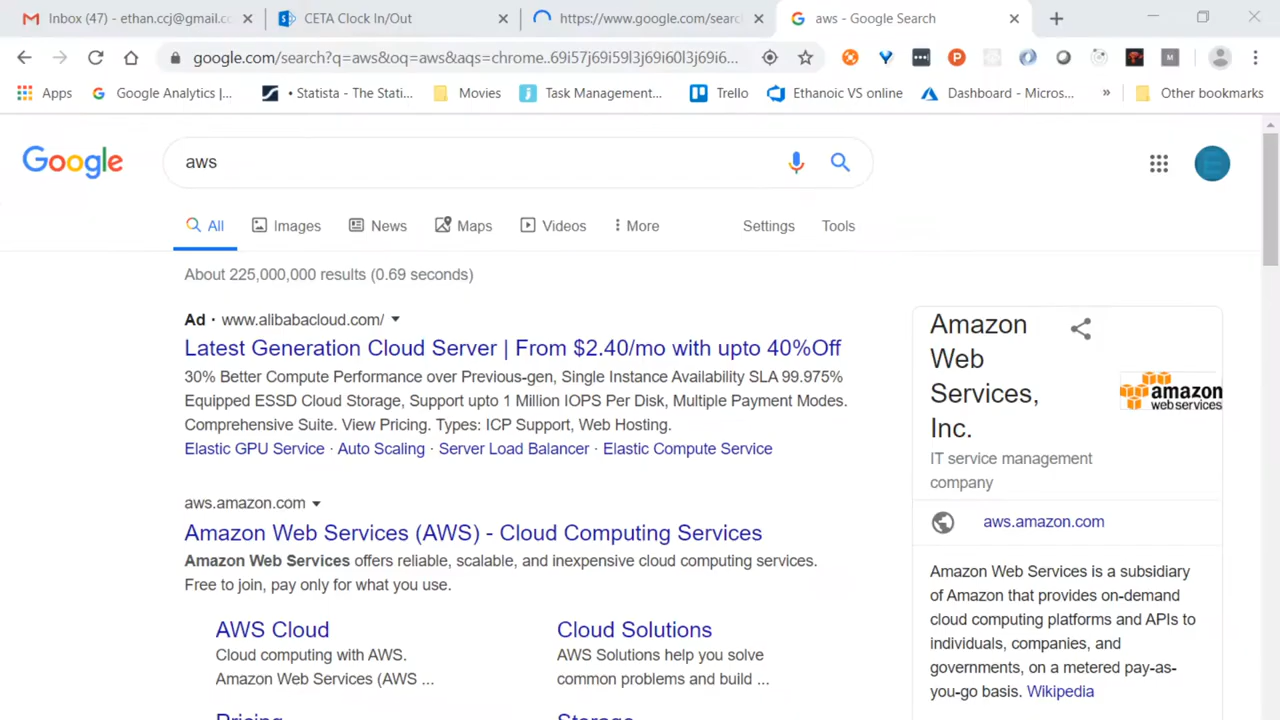 Inbox (47) - ethan.ccj@gmail.co
CETA Clock In/Out
https://www.google.com/searc
aws - Google Search
google.com/search?q=aws&oq=aws&aqs=chrome..69i57j69i59l3j69i60l3j69i6...
Apps
Google Analytics |...
• Statista - The Stati...
Movies
Task Management...
Trello
Ethanoic VS online
Dashboard - Micros...
»
Other bookmarks
Google
aws
E
All
Images
News
Maps
Videos
More
Settings
Tools
About 225,000,000 results (0.69 seconds)
Ad · www.alibabacloud.com/
Latest Generation Cloud Server | From $2.40/mo with upto 40%Off
30% Better Compute Performance over Previous-gen, Single Instance Availability SLA 99.975%
Equipped ESSD Cloud Storage, Support upto 1 Million IOPS Per Disk, Multiple Payment Modes.
Comprehensive Suite. View Pricing. Types: ICP Support, Web Hosting.
Elastic GPU Service · Auto Scaling · Server Load Balancer · Elastic Compute Service
aws.amazon.com
Amazon Web Services (AWS) - Cloud Computing Services
Amazon Web Services offers reliable, scalable, and inexpensive cloud computing services.
Free to join, pay only for what you use.
AWS Cloud
Cloud computing with AWS.
Amazon Web Services (AWS ...
Cloud Solutions
AWS Solutions help you solve
common problems and build ...
Pricing
Storage
Amazon
Web
Services,
Inc.
amazon
web services
IT service management
company
aws.amazon.com
Amazon Web Services is a subsidiary
of Amazon that provides on-demand
cloud computing platforms and APIs to
individuals, companies, and
governments, on a metered pay-as-
you-go basis. Wikipedia